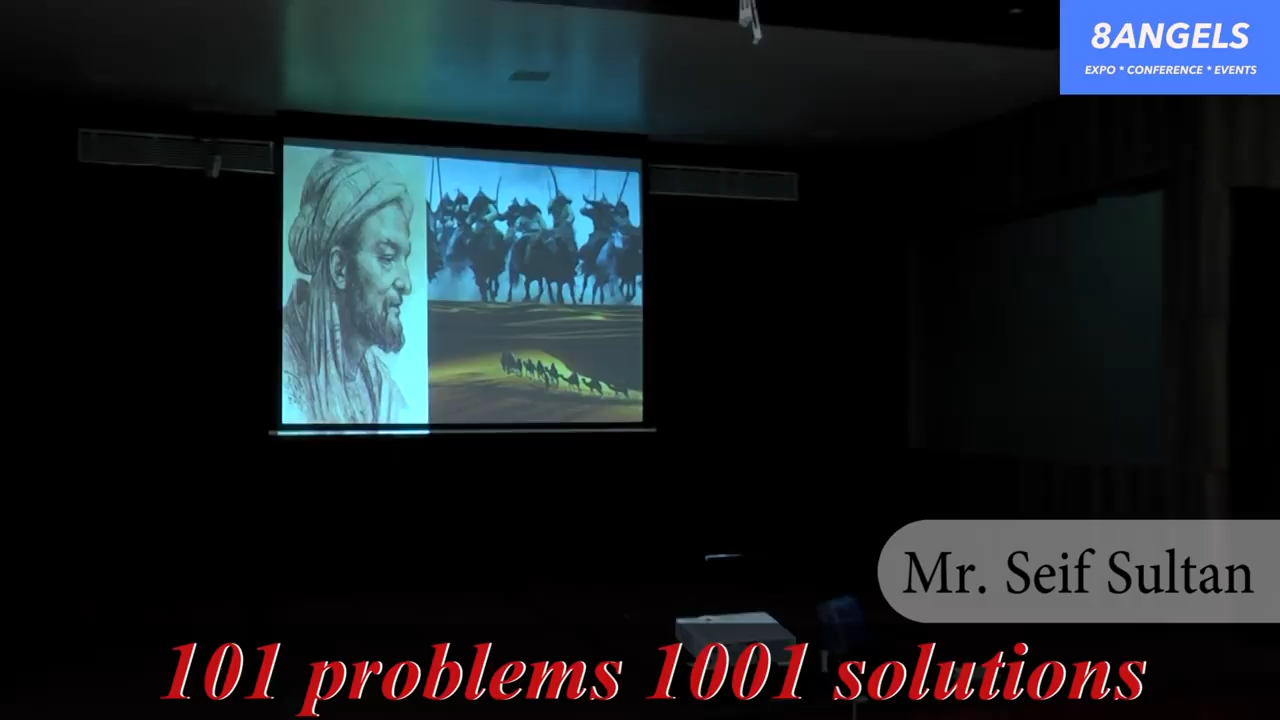 8ANGELS
EXPO * CONFERENCE * EVENTS
Mr. Seif Sultan
101 problems 1001 solutions